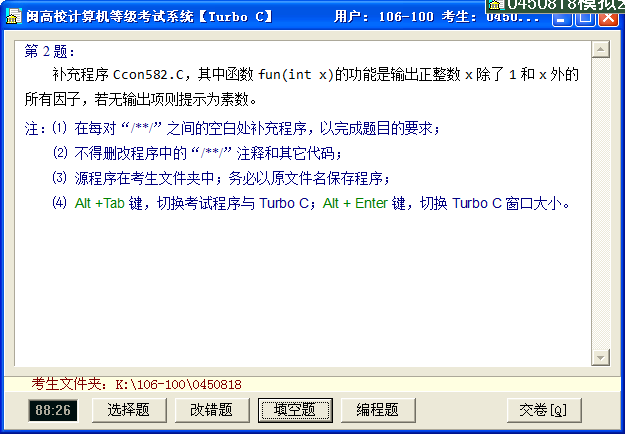 0450818模拟
闽高校计算机等级考试系统【Turbo C】 用户: 106-100 考生: 0450...
第 2 题：
补充程序 Ccon582.C，其中函数 fun(int x)的功能是输出正整数 x 除了 1 和 x 外的
所有因子，若无输出项则提示为素数。
注：⑴ 在每对“/**/”之间的空白处补充程序，以完成题目的要求；
⑵ 不得删改程序中的“/**/”注释和其它代码；
⑶ 源程序在考生文件夹中；务必以原文件名保存程序；
⑷ Alt +Tab 键，切换考试程序与 Turbo C；Alt + Enter 键，切换 Turbo C 窗口大小。
考生文件夹：K:\106-100\0450818
88:26 选择题 改错题 填空题 编程题 交卷[Q]